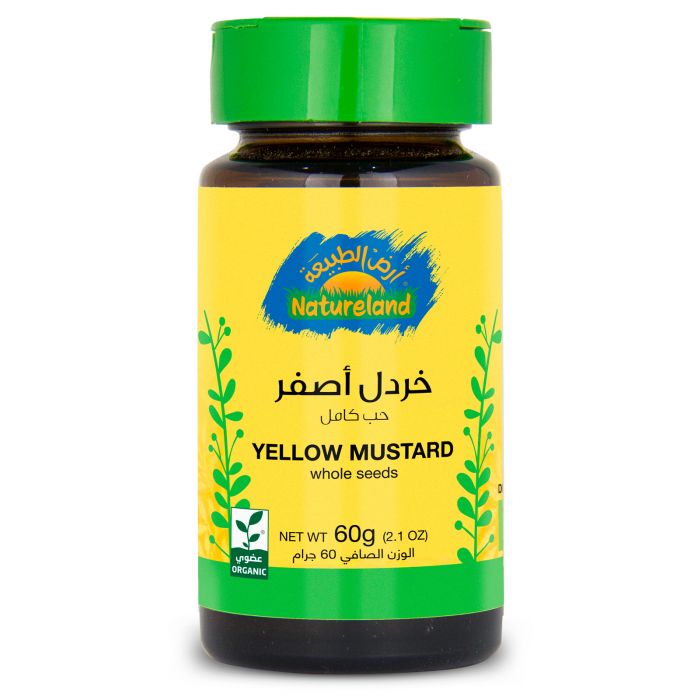 أرض الطبيعة
Natureland®
خردل أصفر
حب كامل
YELLOW MUSTARD
whole seeds
NET WT 60g (2.1 OZ)
الوزن الصافي 60 جرام
عضوي
ORGANIC